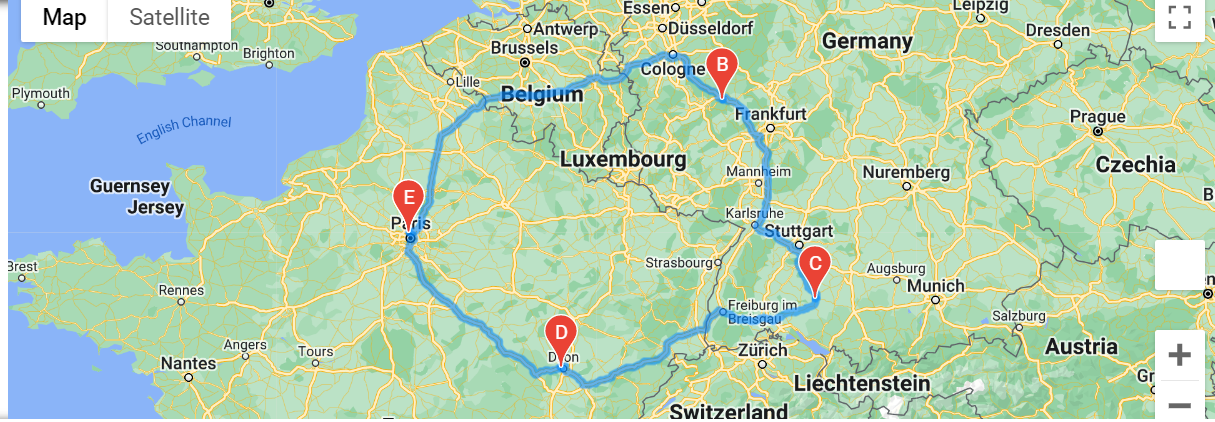 Map
Satellite
Essen
Leipzig
Antwerp
Düsseldorf
Germany
Dresden
Southampton
Brighton
Brussels
Cologne
B
Plymouth
Lille
Belgium
Frankfurt
Prague
English Channel
Luxembourg
Czechia
Mannheim
Nuremberg
Guernsey
Jersey
E
Paris
Karlsruhe
Stuttgart
Brest
Strasbourg
C
Augsburg
Munich
Rennes
Freiburg im
Breisgau
Salzburg
D
Angers
Tours
Zürich
Austria
Nantes
Liechtenstein
Switzerland
+
−